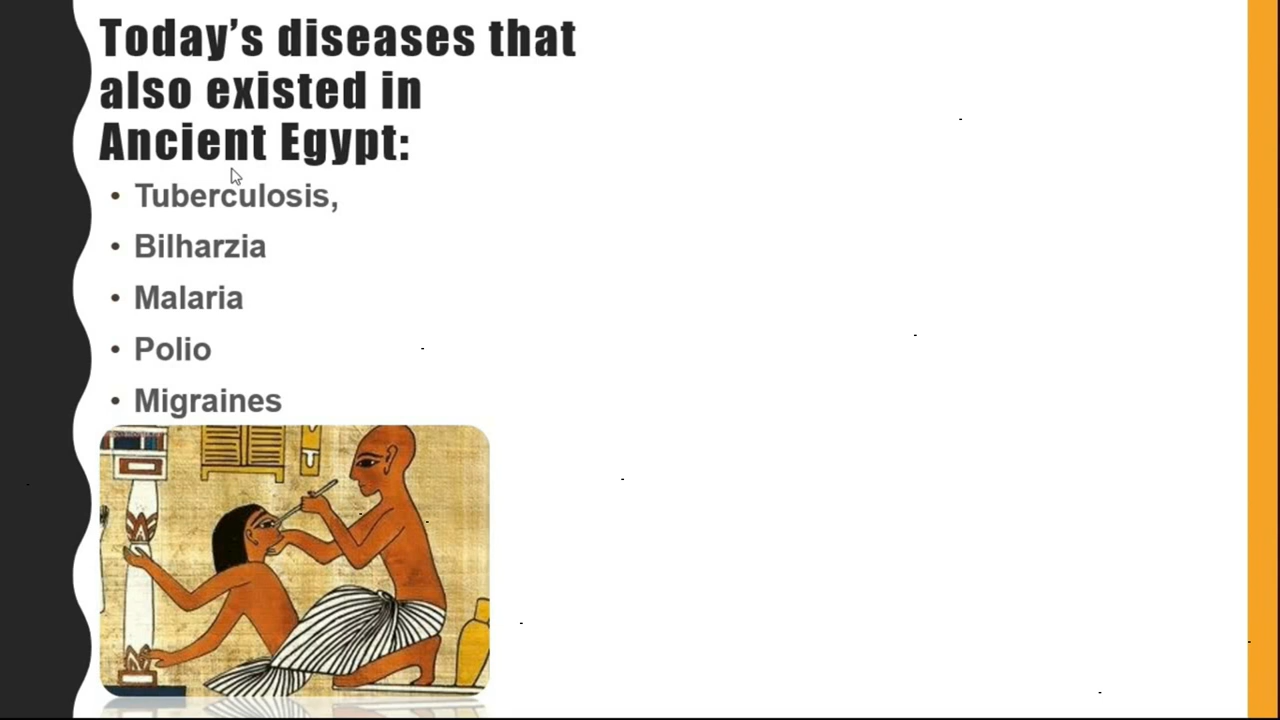 Today’s diseases that
also existed in
Ancient Egypt:
• Tuberculosis,
• Bilharzia
• Malaria
• Polio
• Migraines